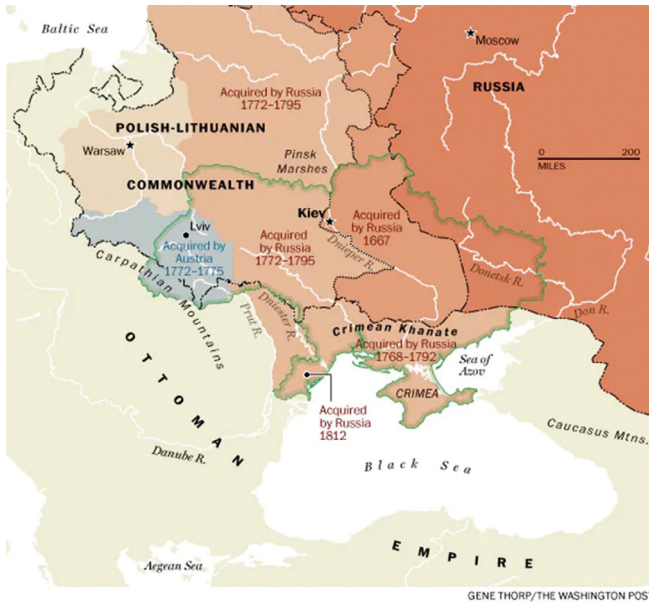 Baltic Sea
Moscow
RUSSIA
Acquired by Russia
1772–1795
0 200
MILES
POLISH-LITHUANIAN
Warsaw
Pinsk
Marshes
COMMONWEALTH
Kiev
Acquired
by Russia
1667
Lviv
Acquired by
Austria
1772–1775
Acquired
by Russia
1772–1795
Dnieper R.
Donetsk R.
Don R.
Carpathian Mountains
Prut R.
Dniester R.
Crimean Khanate
Acquired by Russia
1768–1792
Sea of
Azov
CRIMEA
Acquired
by Russia
1812
Caucasus Mtns.
OTTOMAN
Danube R.
Black Sea
EMPIRE
Aegean Sea
GENE THORP/THE WASHINGTON POS